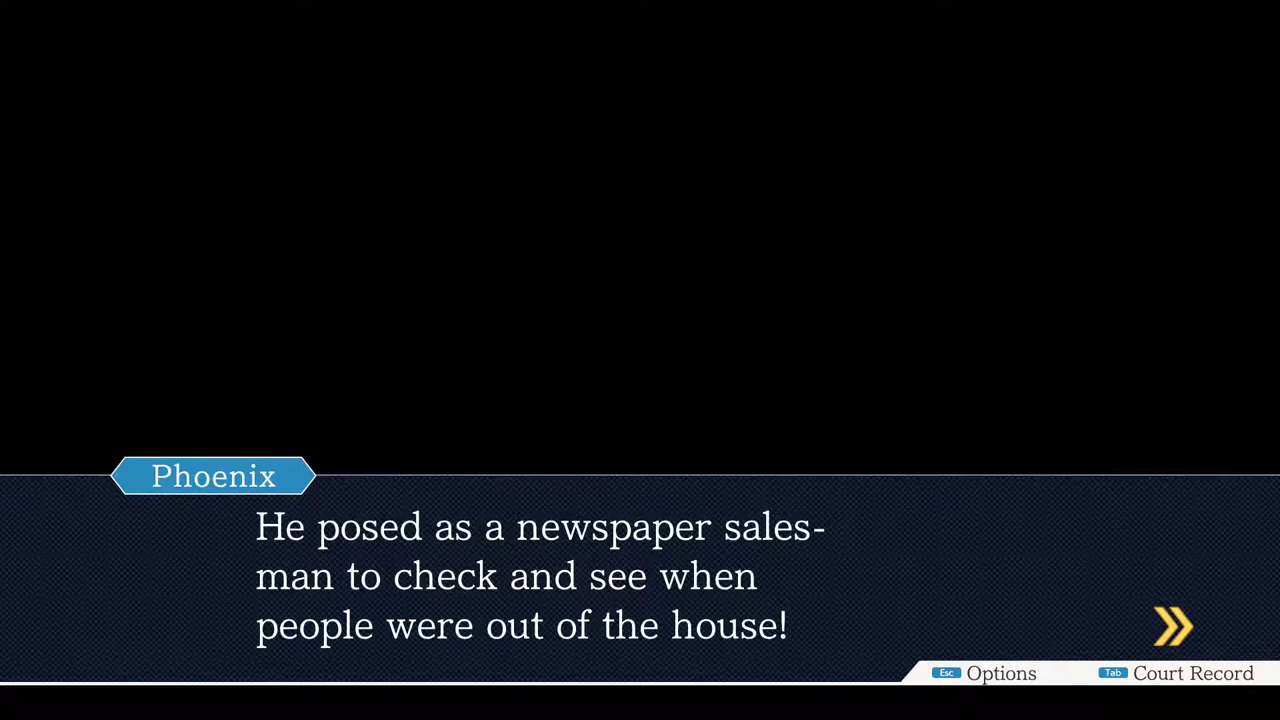 Phoenix
He posed as a newspaper sales-
man to check and see when
people were out of the house!
Esc Options Tab Court Record